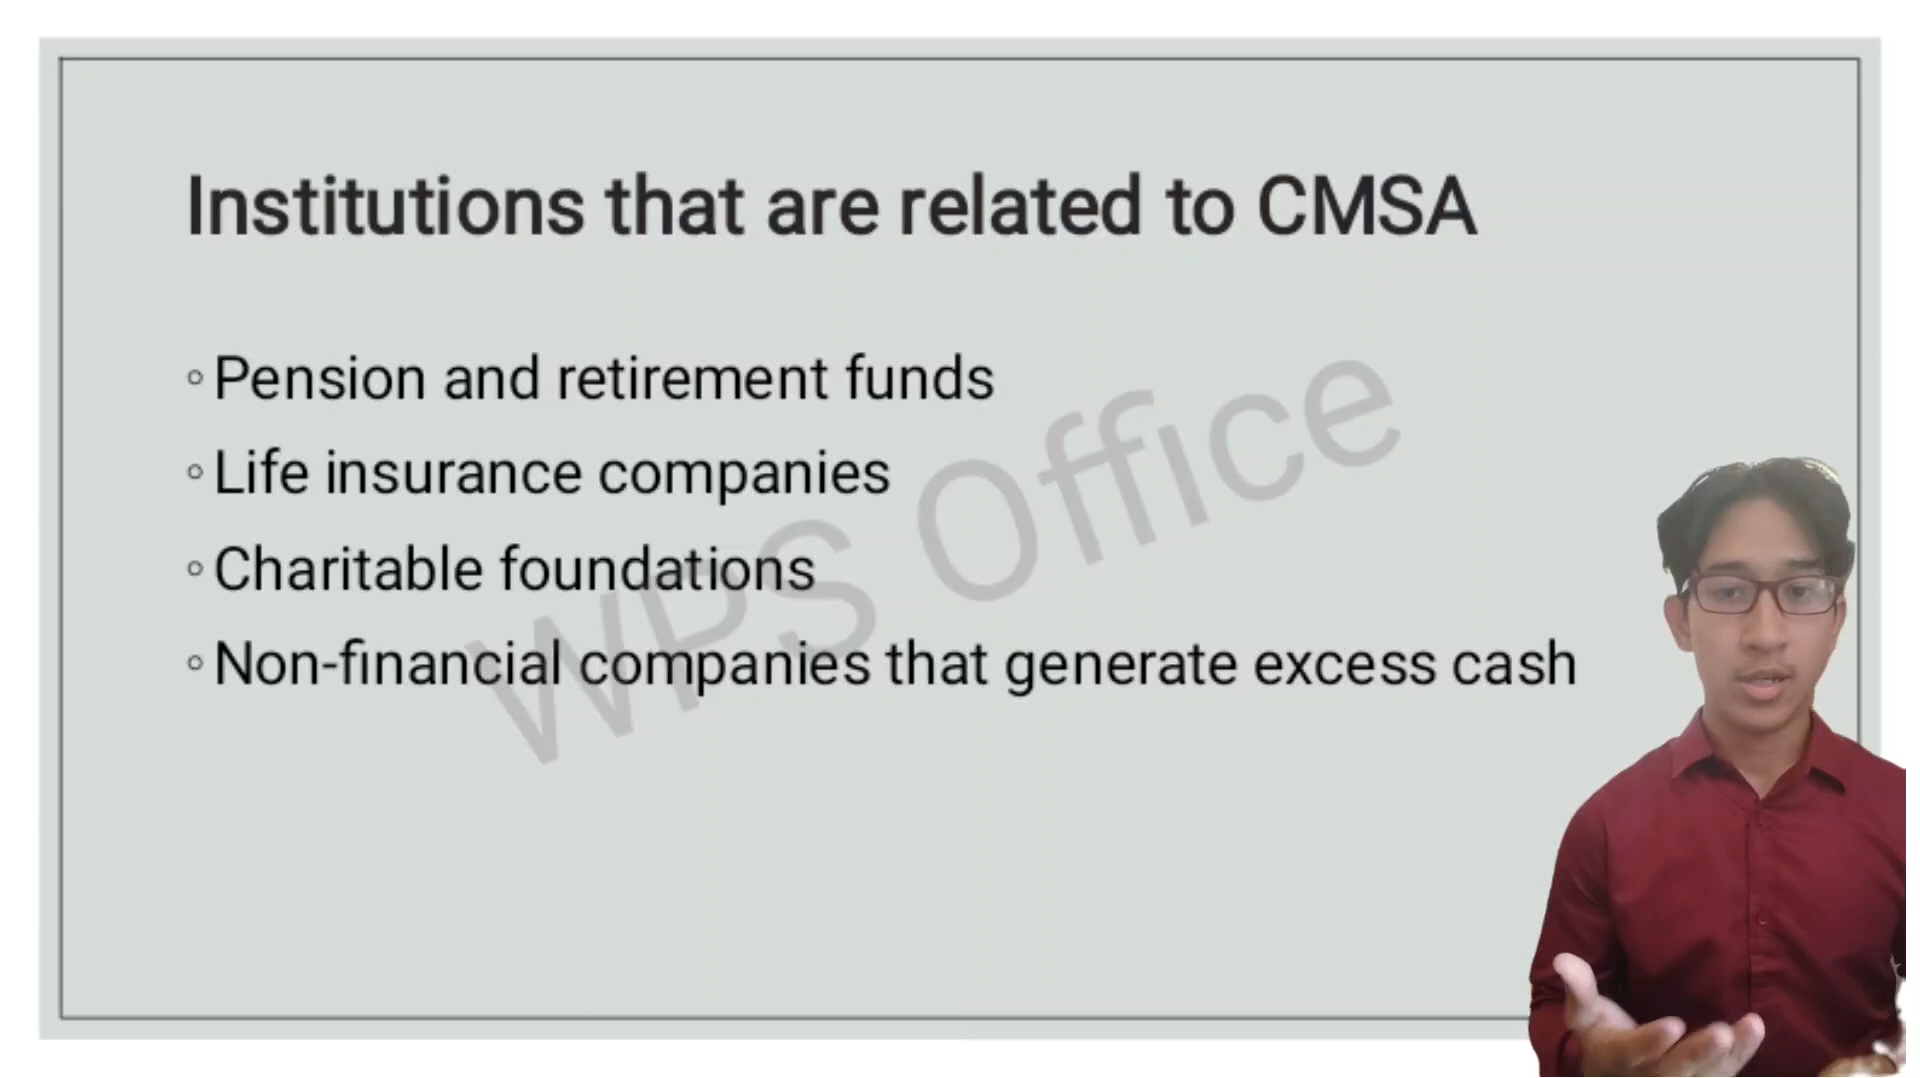 Institutions that are related to CMSA
◦ Pension and retirement funds
◦ Life insurance companies
◦ Charitable foundations
◦ Non-financial companies that generate excess cash
WPS Office